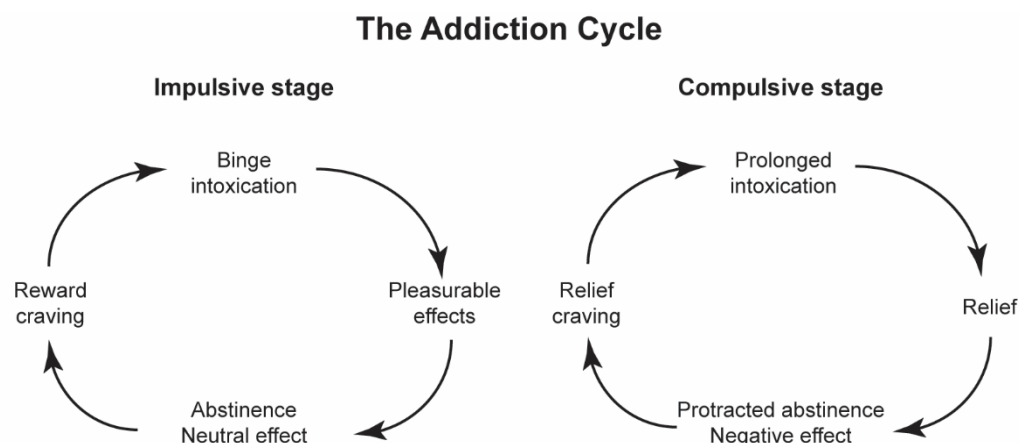 The Addiction Cycle
Impulsive stage
Binge
intoxication
Pleasurable
effects
Abstinence
Neutral effect
Reward
craving
Compulsive stage
Prolonged
intoxication
Relief
Protracted abstinence
Negative effect
Relief
craving